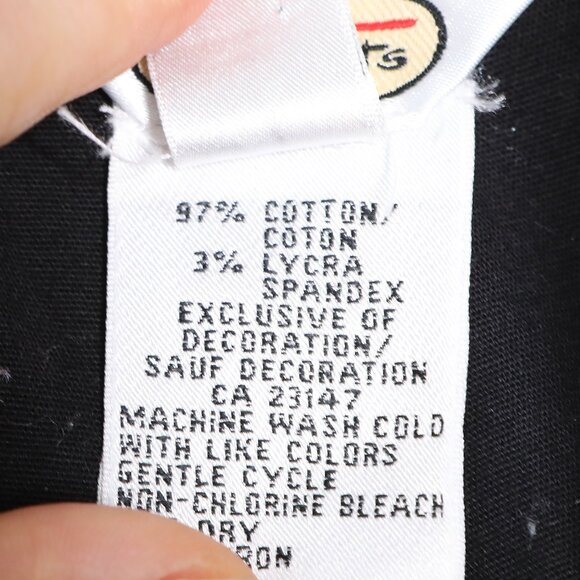 97% COTTON/
COTON
3% LYCRA
SPANDEX
EXCLUSIVE OF
DECORATION/
SAUF DECORATION
CA 23147
MACHINE WASH COLD
WITH LIKE COLORS
GENTLE CYCLE
NON-CHLORINE BLEACH
DRY